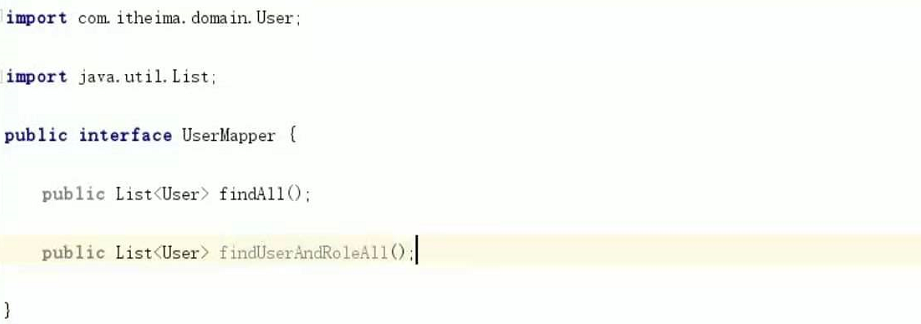 import com.itheima.domain.User;
import java.util.List;
public interface UserMapper {
public List<User> findAll();
public List<User> findUserAndRoleAll();
}